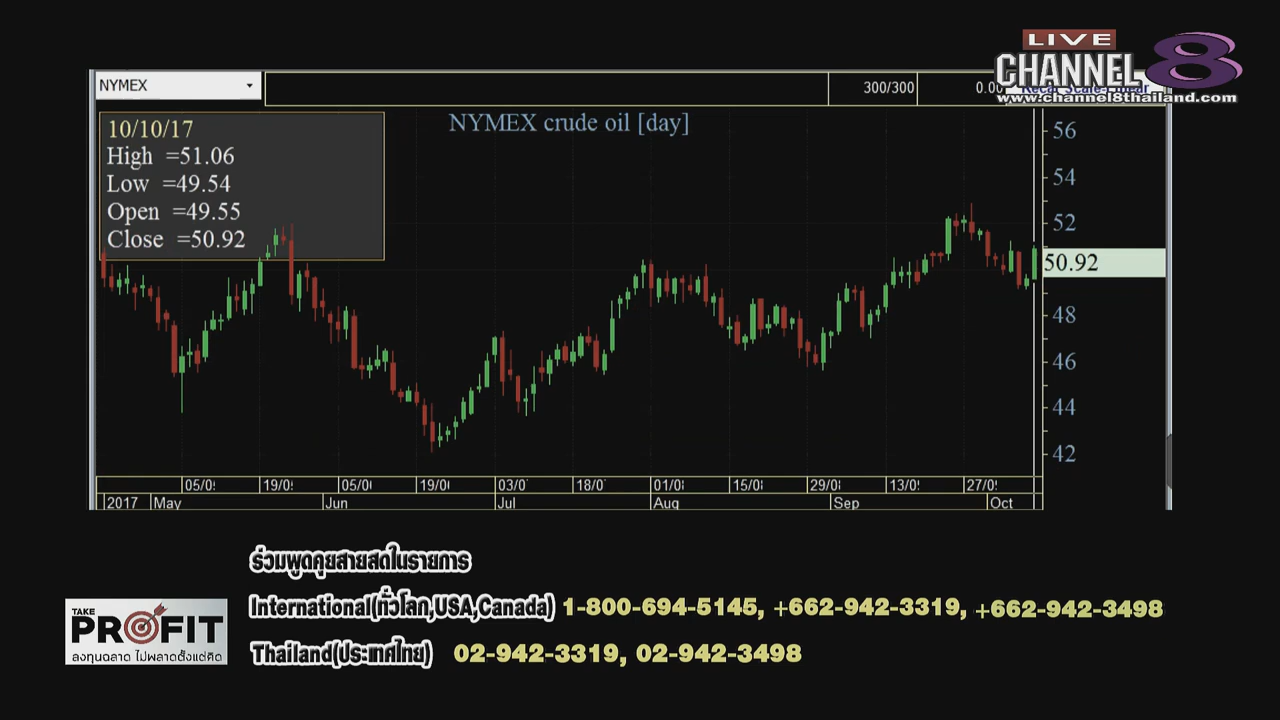 LIVE
CHANNEL 8
www.channel8thailand.com
NYMEX
300/300
0.00
NYMEX crude oil [day]
10/10/17
High =51.06
Low =49.54
Open =49.55
Close =50.92
56
54
52
50.92
48
46
44
42
05/0 19/0 05/0 19/0 03/0 18/0 01/0 15/0 29/0 13/0 27/0
2017 May Jun Jul Aug Sep Oct
ร่วมพูดคุยสายสดในรายการ
International(ทั่วโลก,USA,Canada) 1-800-694-5145, +662-942-3319, +662-942-3498
Thailand(ประเทศไทย) 02-942-3319, 02-942-3498
TAKE
PROFIT
ลงทุนฉลาด ไม่พลาดตั้งแต่คิด